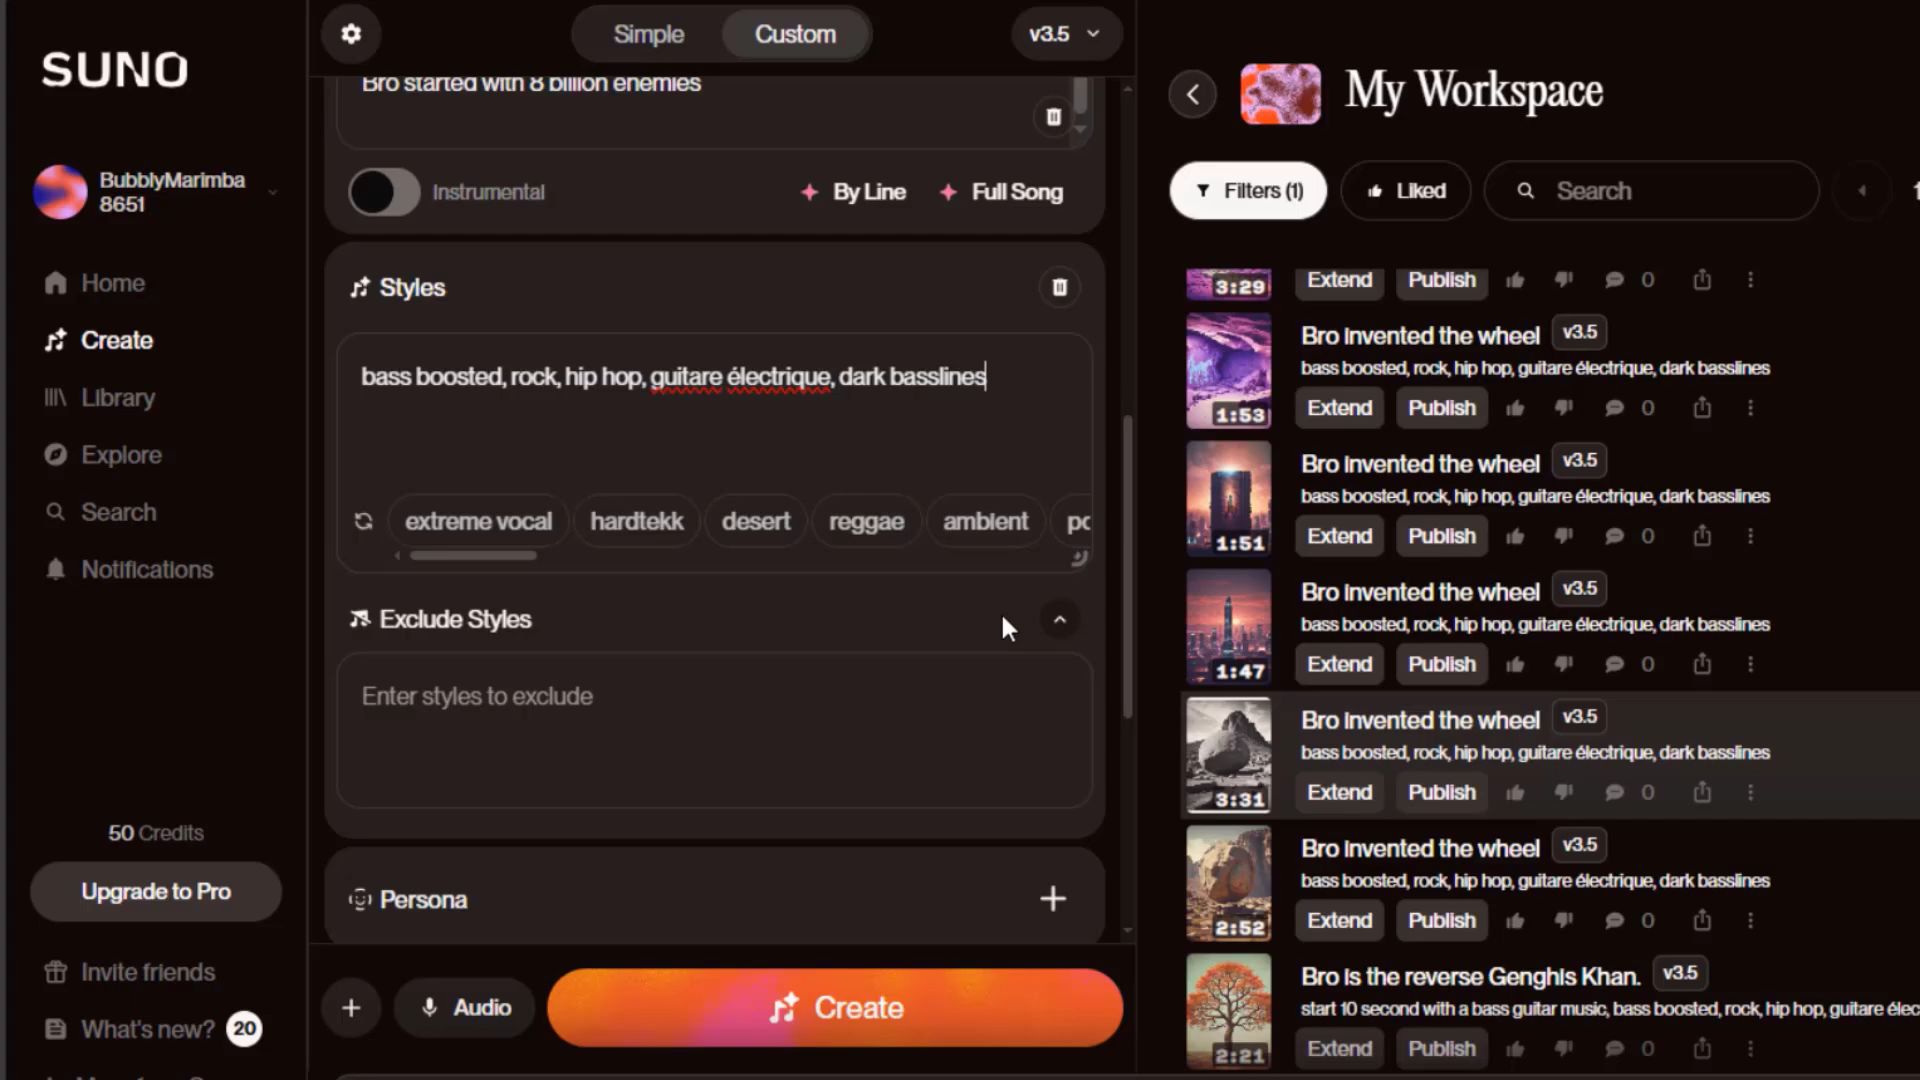 SUNO
BubblyMarimba
8651
Home
Create
Library
Explore
Search
Notifications
50 Credits
Upgrade to Pro
Invite friends
What's new? 20
Simple
Custom
v3.5
Bro started with 8 billion enemies
Instrumental
By Line
Full Song
Styles
bass boosted, rock, hip hop, guitare électrique, dark basslines
extreme vocal
hardtekk
desert
reggae
ambient
Exclude Styles
Enter styles to exclude
Persona
Audio
Create
My Workspace
Filters (1)
Liked
Search
3:29
Extend Publish 0
Bro invented the wheel v3.5
bass boosted, rock, hip hop, guitare électrique, dark basslines
1:53
Extend Publish 0
Bro invented the wheel v3.5
bass boosted, rock, hip hop, guitare électrique, dark basslines
1:51
Extend Publish 0
Bro invented the wheel v3.5
bass boosted, rock, hip hop, guitare électrique, dark basslines
1:47
Extend Publish 0
Bro invented the wheel v3.5
bass boosted, rock, hip hop, guitare électrique, dark basslines
3:31
Extend Publish 0
Bro invented the wheel v3.5
bass boosted, rock, hip hop, guitare électrique, dark basslines
2:52
Extend Publish 0
Bro is the reverse Genghis Khan. v3.5
start 10 second with a bass guitar music, bass boosted, rock, hip hop, guitare élec
2:21
Extend Publish 0